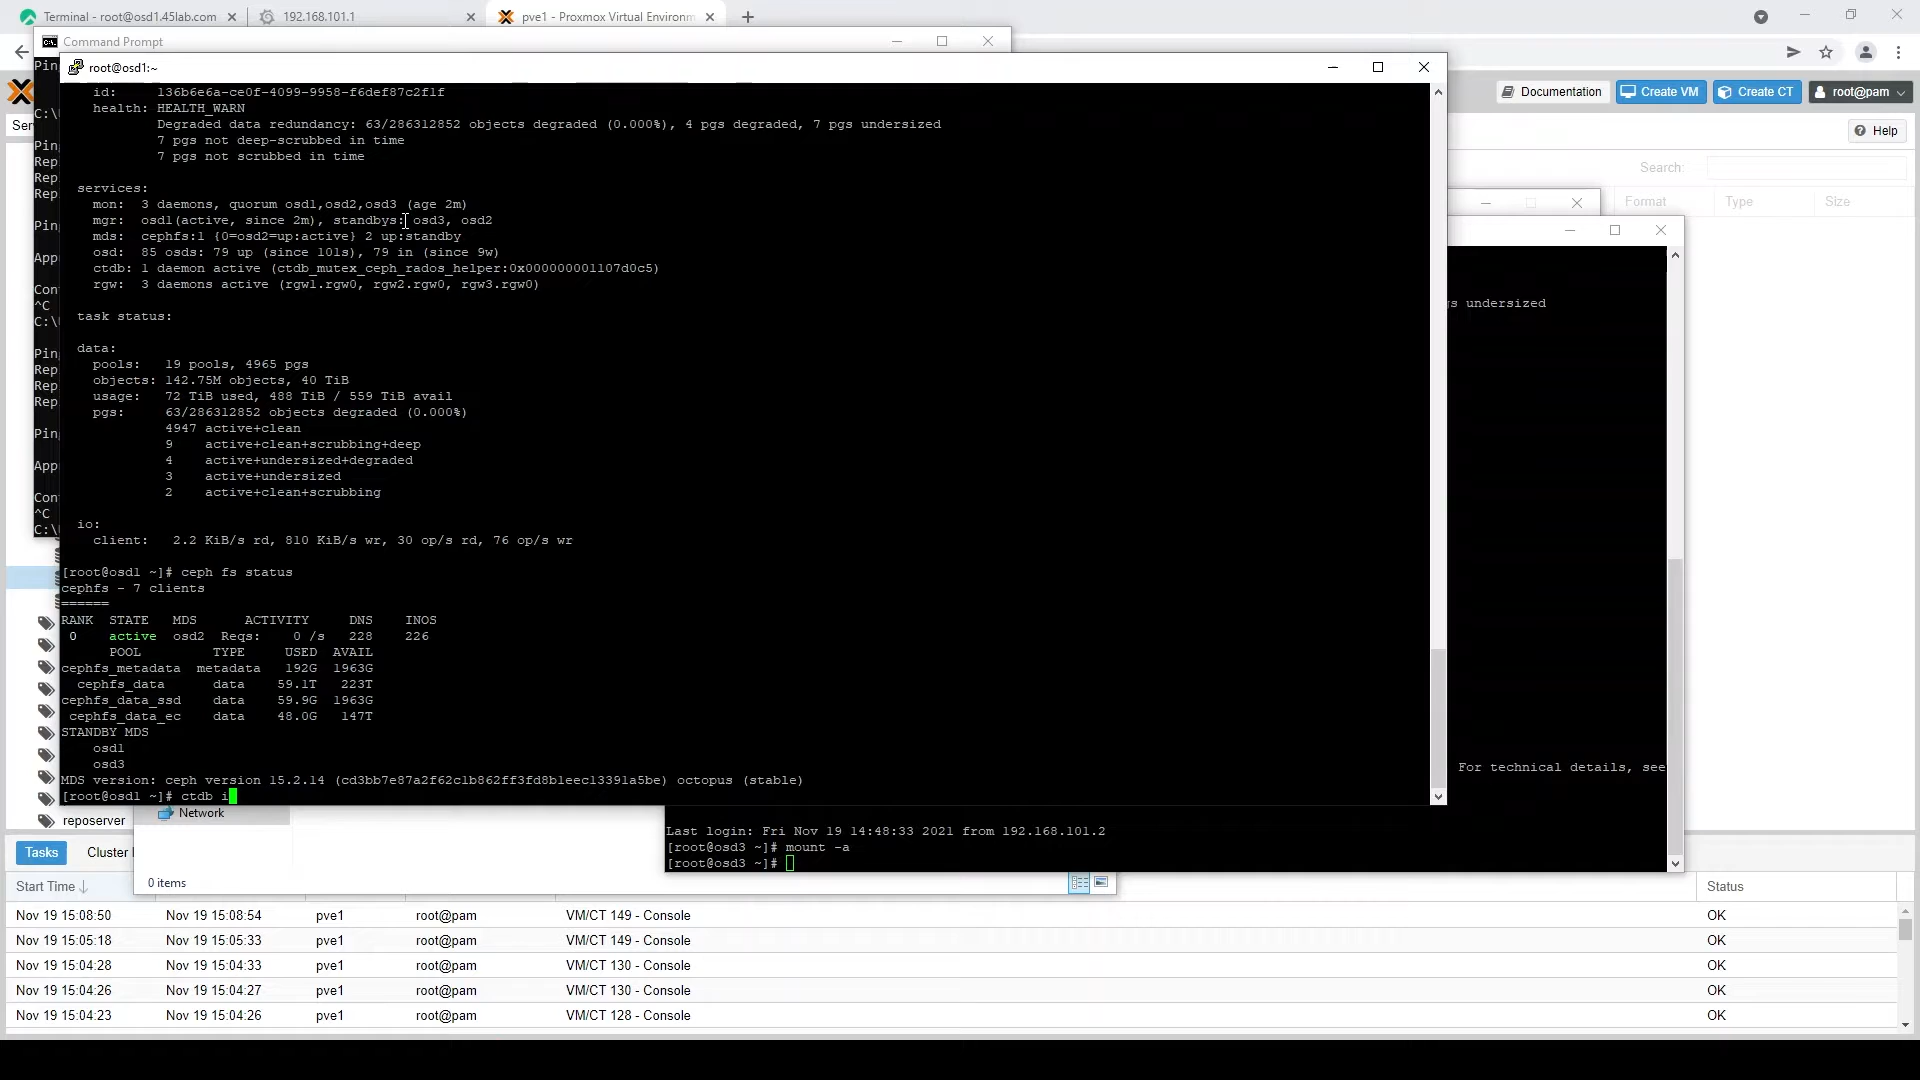 Terminal - root@osd1.45lab.com
192.168.101.1
pve1 - Proxmox Virtual Environm
Command Prompt
root@osd1:~
Documentation
Create VM
Create CT
root@pam
Help
Search:
Format
Type
Size
id:     136b6e6a-ce0f-4099-9958-f6def87c2f1f
health: HEALTH_WARN
Degraded data redundancy: 63/286312852 objects degraded (0.000%), 4 pgs degraded, 7 pgs undersized
7 pgs not deep-scrubbed in time
7 pgs not scrubbed in time
services:
mon:  3 daemons, quorum osd1,osd2,osd3 (age 2m)
mgr:  osd1(active, since 2m), standbys: osd3, osd2
mds:  cephfs:1 {0=osd2=up:active} 2 up:standby
osd:  85 osds: 79 up (since 101s), 79 in (since 9w)
ctdb: 1 daemon active (ctdb_mutex_ceph_rados_helper:0x000000001107d0c5)
rgw:  3 daemons active (rgw1.rgw0, rgw2.rgw0, rgw3.rgw0)
task status:
data:
pools:   19 pools, 4965 pgs
objects: 142.75M objects, 40 TiB
usage:   72 TiB used, 488 TiB / 559 TiB avail
pgs:     63/286312852 objects degraded (0.000%)
4947 active+clean
9    active+clean+scrubbing+deep
4    active+undersized+degraded
3    active+undersized
2    active+clean+scrubbing
io:
client:   2.2 KiB/s rd, 810 KiB/s wr, 30 op/s rd, 76 op/s wr
[root@osd1 ~]# ceph fs status
cephfs - 7 clients
======
RANK  STATE  MDS     ACTIVITY     DNS    INOS
0    active  osd2  Reqs:    0 /s   228    226
POOL         TYPE     USED  AVAIL
cephfs_metadata  metadata   192G  1963G
cephfs_data      data    59.1T   223T
cephfs_data_ssd    data    59.9G  1963G
cephfs_data_ec     data    48.0G   147T
STANDBY MDS
osd1
osd3
MDS version: ceph version 15.2.14 (cd3bb7e87a2f62c1b862ff3fd8b1eec13391a5be) octopus (stable)
[root@osd1 ~]# ctdb i
Ser
Pin
C:\
Pin
Rep
Rep
Rep
Pin
App
Con
^C
C:\
Pin
Rep
Rep
Rep
Pin
App
Con
^C
C:\
gs undersized
For technical details, see
reposerver
Network
0 items
Last login: Fri Nov 19 14:48:33 2021 from 192.168.101.2
[root@osd3 ~]# mount -a
[root@osd3 ~]#
Tasks
Cluster
Start Time
Status
Nov 19 15:08:50 Nov 19 15:08:54 pve1 root@pam VM/CT 149 - Console OK
Nov 19 15:05:18 Nov 19 15:05:33 pve1 root@pam VM/CT 149 - Console OK
Nov 19 15:04:28 Nov 19 15:04:33 pve1 root@pam VM/CT 130 - Console OK
Nov 19 15:04:26 Nov 19 15:04:27 pve1 root@pam VM/CT 130 - Console OK
Nov 19 15:04:23 Nov 19 15:04:26 pve1 root@pam VM/CT 128 - Console OK